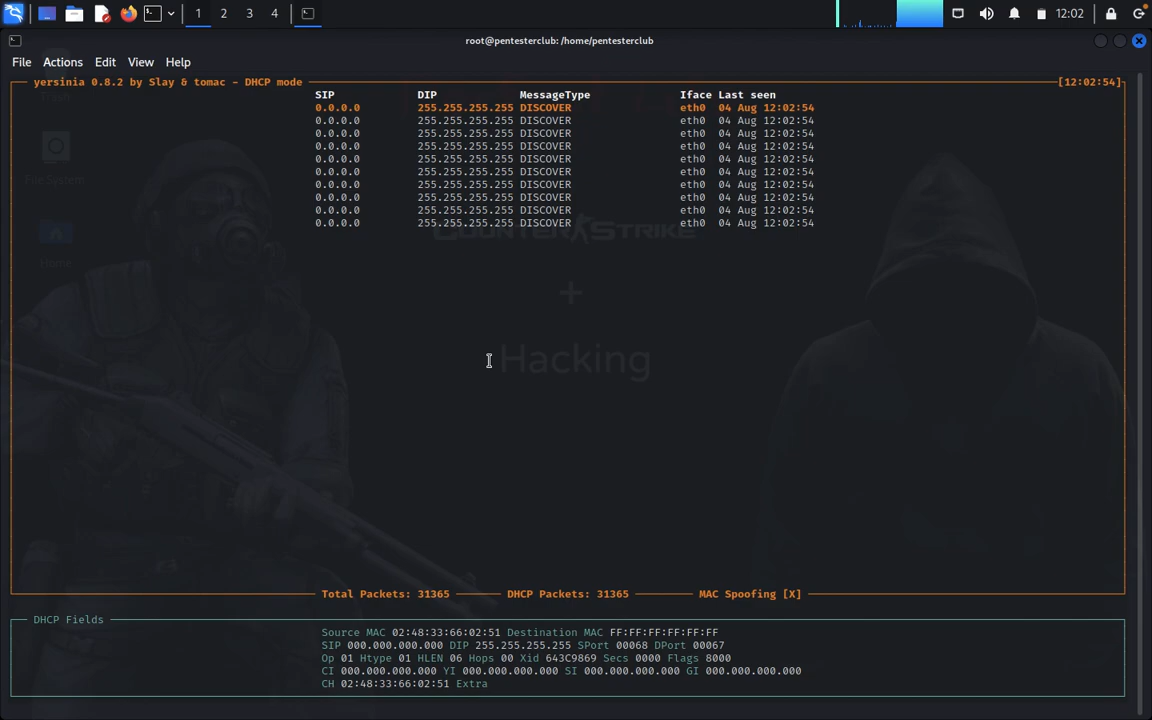 1 2 3 4 12:02
root@pentesterclub: /home/pentesterclub
File Actions Edit View Help
yersinia 0.8.2 by Slay & tomac - DHCP mode [12:02:54]
SIP DIP MessageType Iface Last seen
0.0.0.0 255.255.255.255 DISCOVER eth0 04 Aug 12:02:54
0.0.0.0 255.255.255.255 DISCOVER eth0 04 Aug 12:02:54
0.0.0.0 255.255.255.255 DISCOVER eth0 04 Aug 12:02:54
0.0.0.0 255.255.255.255 DISCOVER eth0 04 Aug 12:02:54
0.0.0.0 255.255.255.255 DISCOVER eth0 04 Aug 12:02:54
0.0.0.0 255.255.255.255 DISCOVER eth0 04 Aug 12:02:54
0.0.0.0 255.255.255.255 DISCOVER eth0 04 Aug 12:02:54
File System
0.0.0.0 255.255.255.255 DISCOVER eth0 04 Aug 12:02:54
0.0.0.0 255.255.255.255 DISCOVER eth0 04 Aug 12:02:54
0.0.0.0 255.255.255.255 DISCOVER eth0 04 Aug 12:02:54
COUNTER STRIKE
Home
+
Hacking
Total Packets: 31365 DHCP Packets: 31365 MAC Spoofing [X]
DHCP Fields
Source MAC 02:48:33:66:02:51 Destination MAC FF:FF:FF:FF:FF:FF
SIP 000.000.000.000 DIP 255.255.255.255 SPort 00068 DPort 00067
Op 01 Htype 01 HLEN 06 Hops 00 Xid 643C9869 Secs 0000 Flags 8000
CI 000.000.000.000 YI 000.000.000.000 SI 000.000.000.000 GI 000.000.000.000
CH 02:48:33:66:02:51 Extra